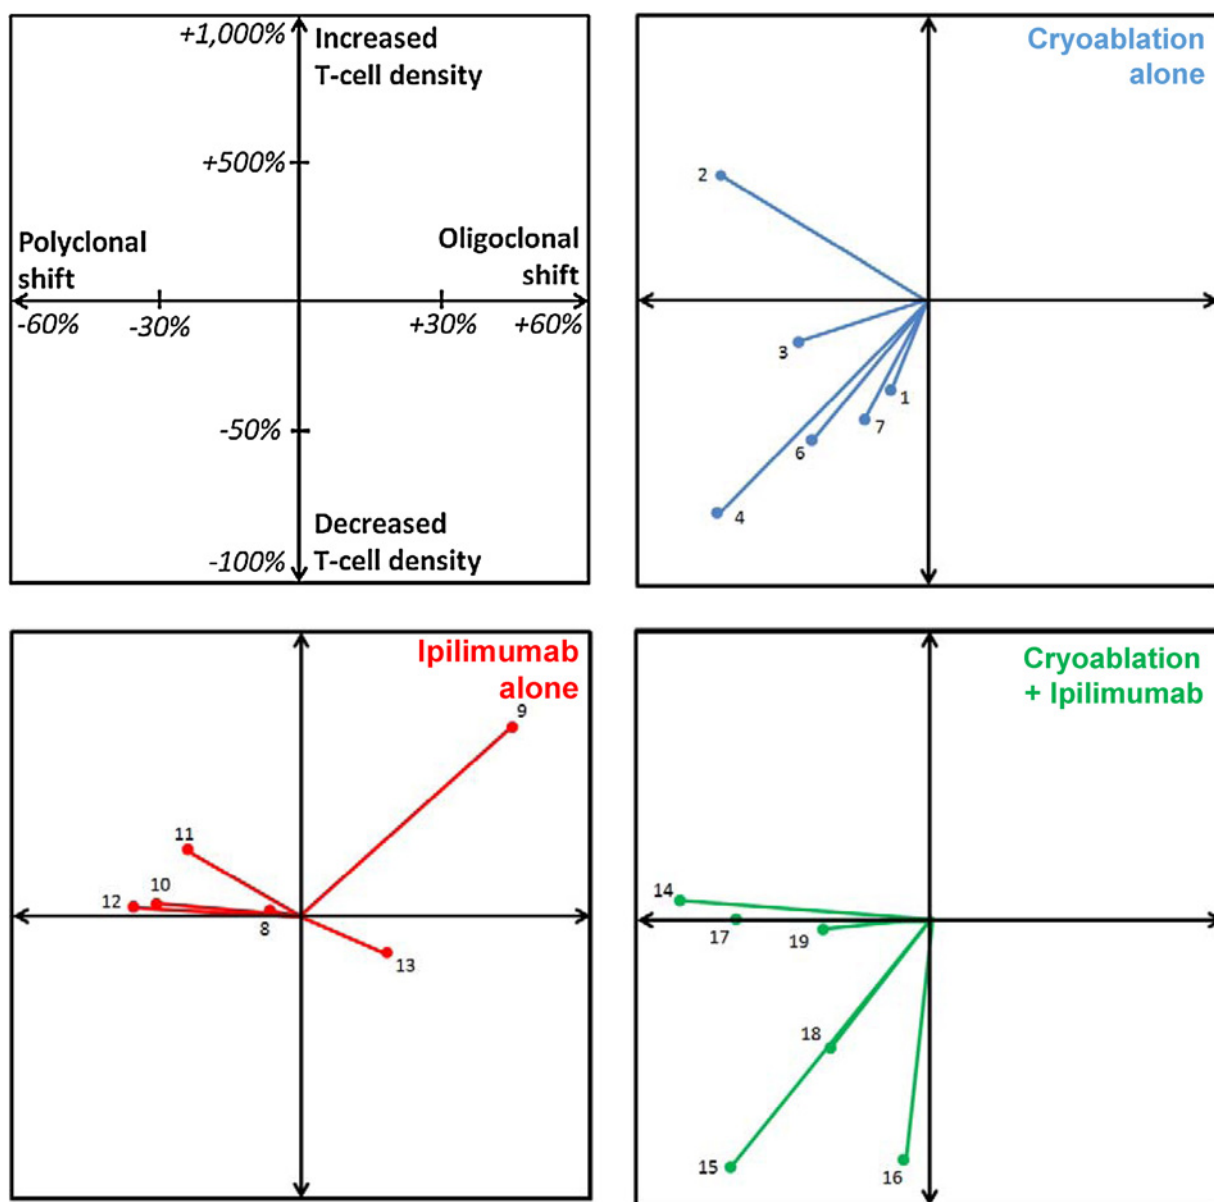 +1,000%
Increased
T-cell density
+500%
Polyclonal
shift
Oligoclonal
shift
-60%
-30%
+30%
+60%
-50%
Decreased
T-cell density
-100%
Cryoablation
alone
2
3
1
7
6
4
Ipilimumab
alone
9
11
10
12
8
13
Cryoablation
+ Ipilimumab
14
17
19
18
15
16